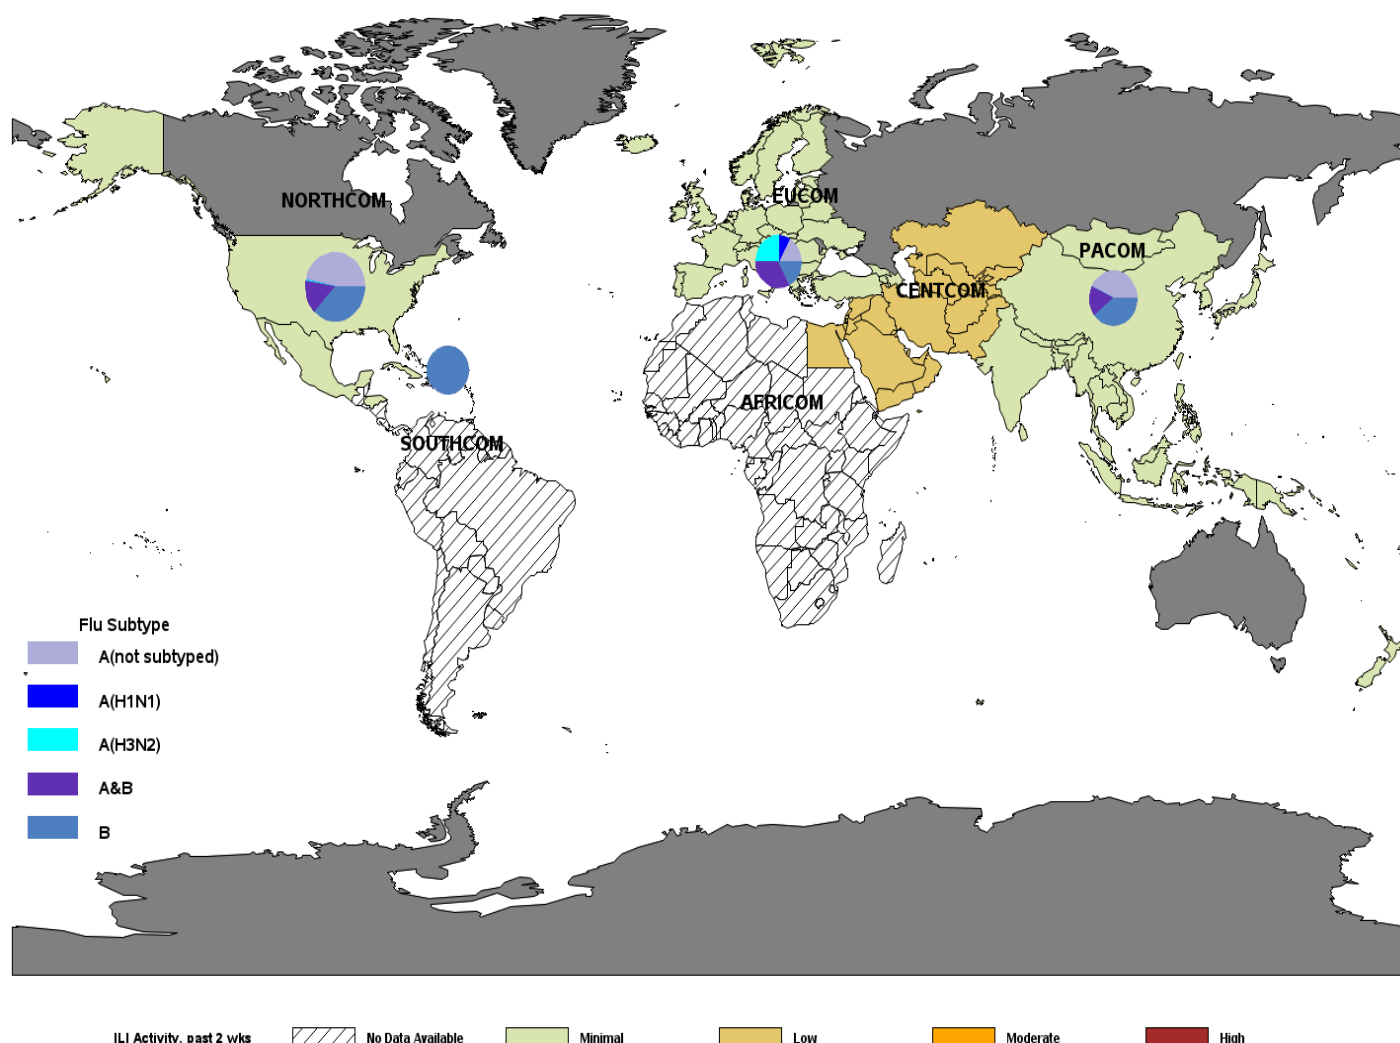 NORTHCOM
EUCOM
PACOM
CENTCOM
AFRICOM
SOUTHCOM
Flu Subtype
A(not subtyped)
A(H1N1)
A(H3N2)
A&B
B
ILI Activity, past 2 wks No Data Available Minimal Low Moderate High